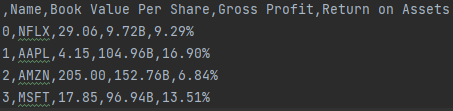 ,Name,Book Value Per Share,Gross Profit,Return on Assets
0,NFLX,29.06,9.72B,9.29%
1,AAPL,4.15,104.96B,16.90%
2,AMZN,205.00,152.76B,6.84%
3,MSFT,17.85,96.94B,13.51%